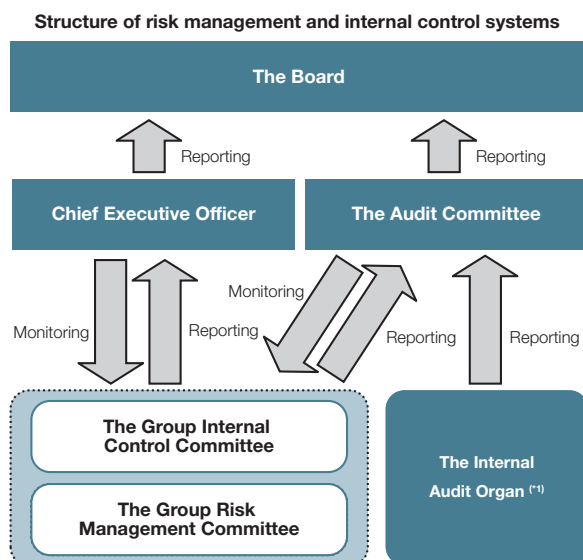 Structure of risk management and internal control systems
The Board
Reporting
Reporting
Chief Executive Officer
The Audit Committee
Monitoring
Reporting
Monitoring
Reporting
Reporting
The Group Internal
Control Committee
The Group Risk
Management Committee
The Internal
Audit Organ (*1)